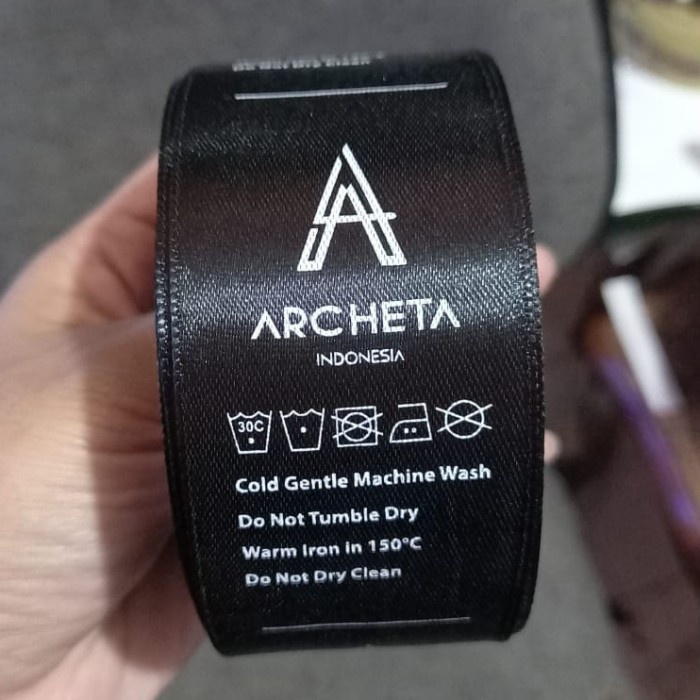 ARCHETA
INDONESIA
30C
Cold Gentle Machine Wash
Do Not Tumble Dry
Warm Iron in 150°C
Do Not Dry Clean